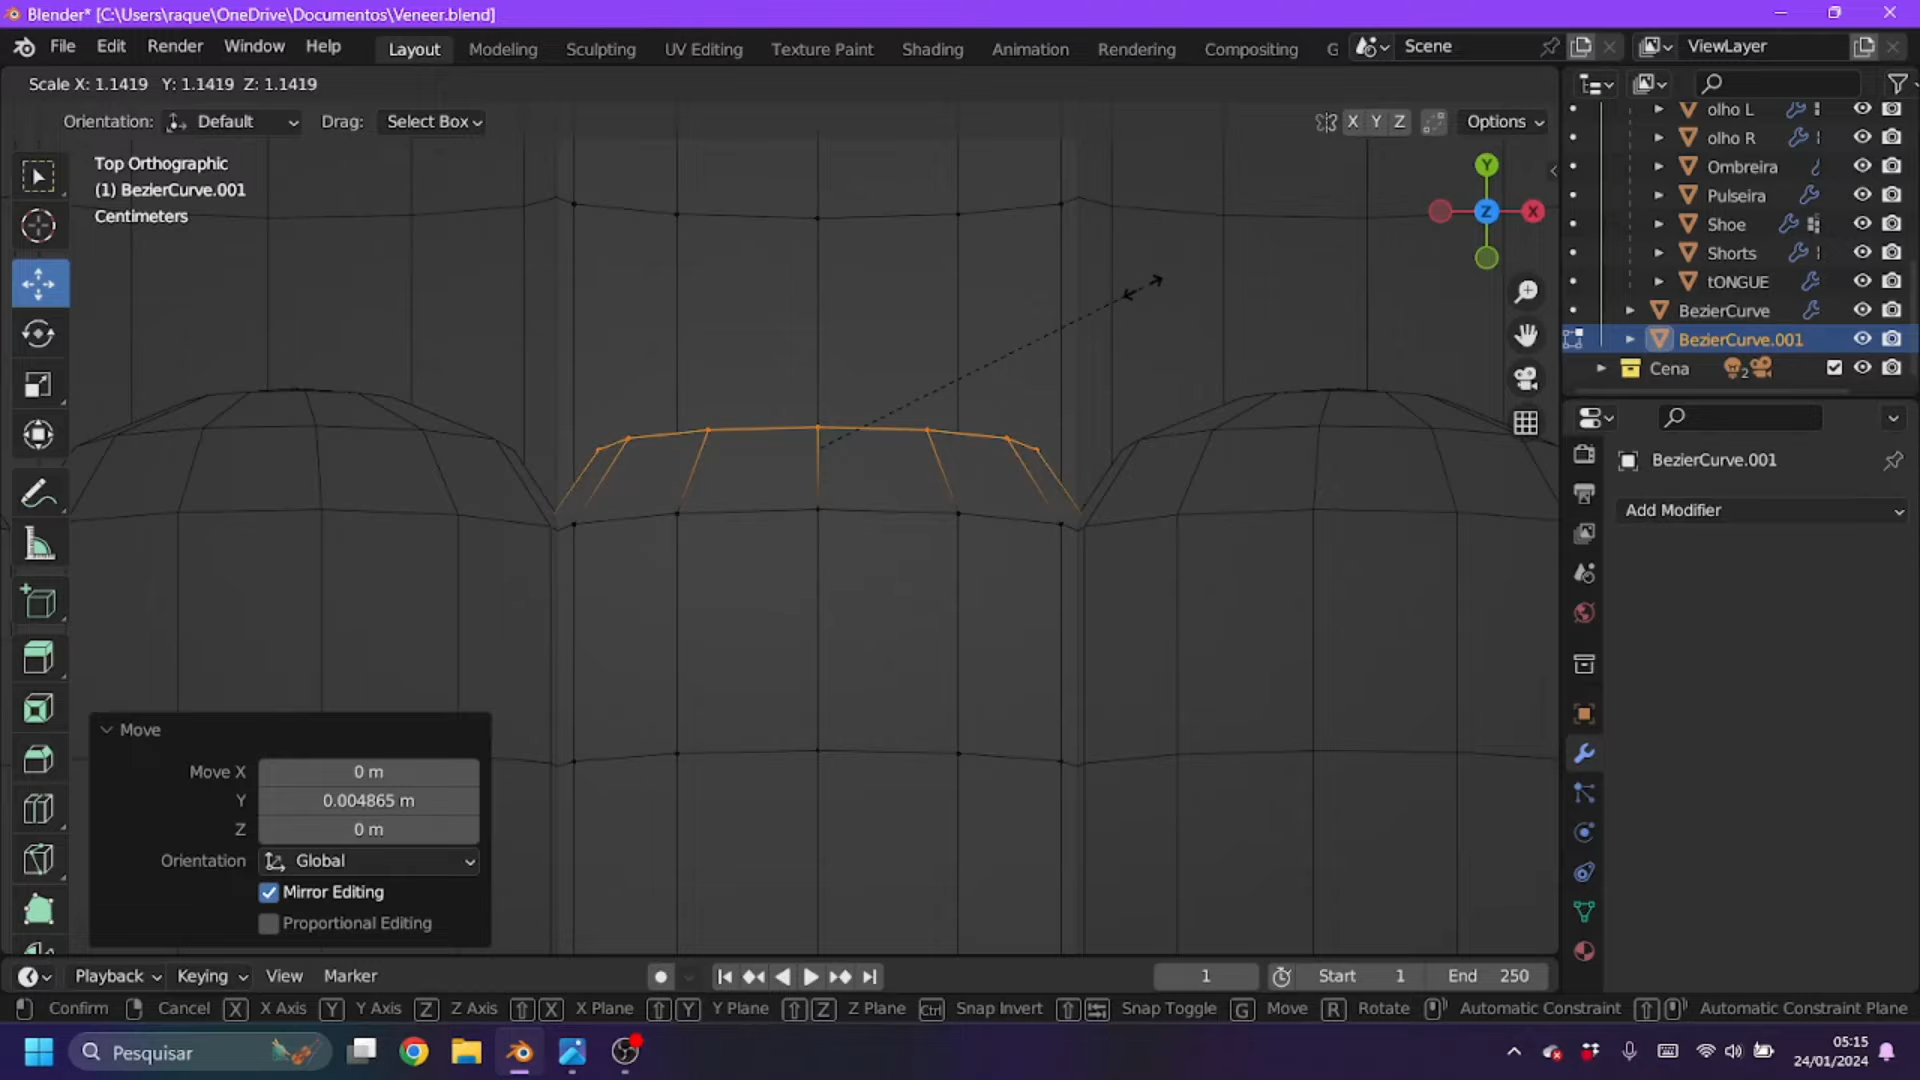 Blender* [C:\Users\raque\OneDrive\Documentos\Veneer.blend]
File Edit Render Window Help Layout Modeling Sculpting UV Editing Texture Paint Shading Animation Rendering Compositing G Scene ViewLayer
Scale X: 1.1419 Y: 1.1419 Z: 1.1419
Orientation: Default Drag: Select Box X Y Z Options
Top Orthographic
(1) BezierCurve.001
Centimeters
Y
Z
X
olho L
olho R
Ombreira
Pulseira
Shoe
Shorts
tONGUE
BezierCurve
BezierCurve.001
Cena 2
BezierCurve.001
Add Modifier
Move
Move X 0 m
Y 0.004865 m
Z 0 m
Orientation Global
Mirror Editing
Proportional Editing
Playback Keying View Marker 1 Start 1 End 250
Confirm Cancel X X Axis Y Y Axis Z Z Axis X X Plane Y Y Plane Z Z Plane Ctrl Snap Invert Snap Toggle G Move R Rotate Automatic Constraint Automatic Constraint Plane
Pesquisar
05:15
24/01/2024